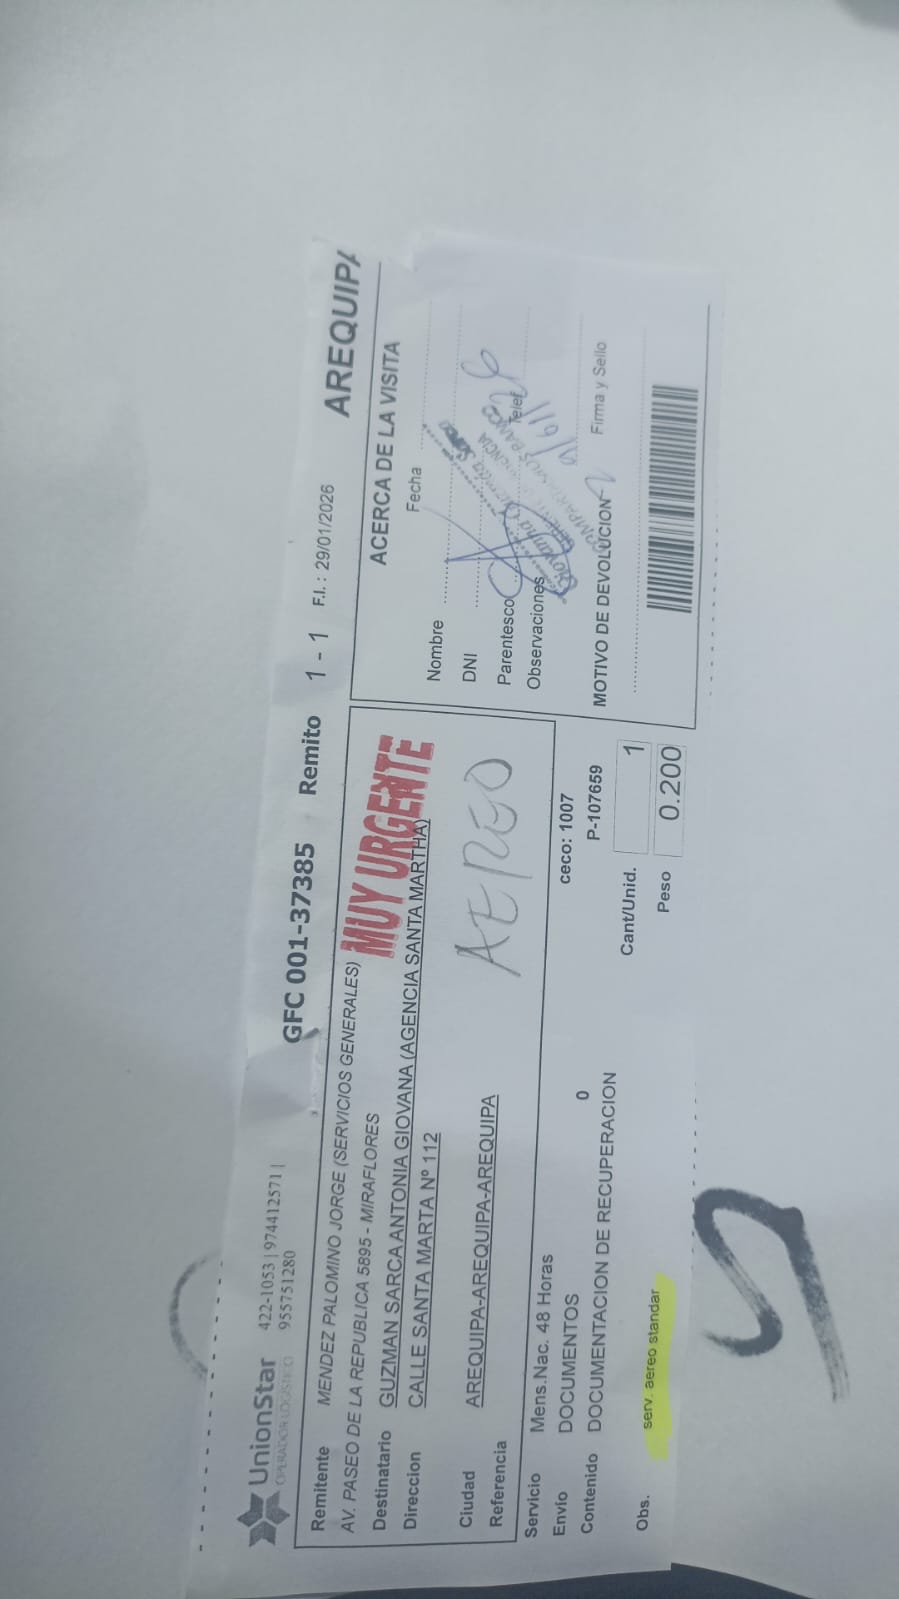 UnionStar
OPERADOR LOGISTICO
422-1053 | 974412571 |
955751280
GFC 001-37385 Remito 1 - 1 F.I. : 29/01/2026 AREQUIPA
Remitente MENDEZ PALOMINO JORGE (SERVICIOS GENERALES)
AV. PASEO DE LA REPUBLICA 5895 - MIRAFLORES
MUY URGENTE
Destinatario GUZMAN SARCA ANTONIA GIOVANA (AGENCIA SANTA MARTHA)
Direccion CALLE SANTA MARTA Nº 112
AEREO
Ciudad AREQUIPA-AREQUIPA-AREQUIPA
Referencia
Servicio Mens.Nac. 48 Horas ceco: 1007
Envío DOCUMENTOS 0 P-107659
Contenido DOCUMENTACION DE RECUPERACION
Cant/Unid. 1
Obs. serv. aereo standar
Peso 0.200
ACERCA DE LA VISITA
Fecha
Nombre
DNI
Parentesco Telef
Observaciones
MOTIVO DE DEVOLUCION Firma y Sello